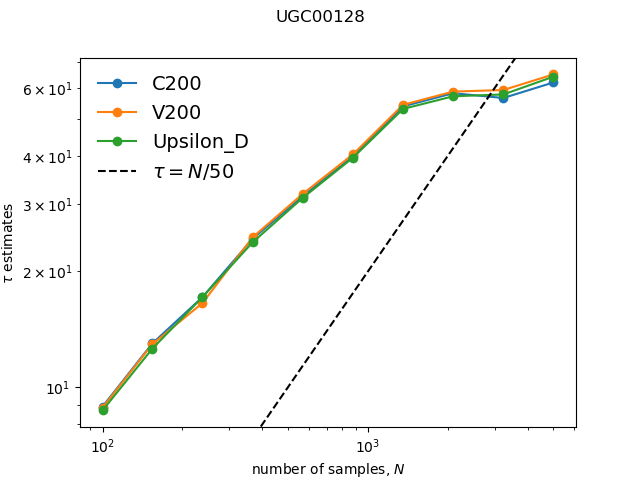 UGC00128
C200
V200
Upsilon_D
τ = N/50
6 × 10¹
4 × 10¹
3 × 10¹
2 × 10¹
10¹
τ estimates
10² 10³
number of samples, N